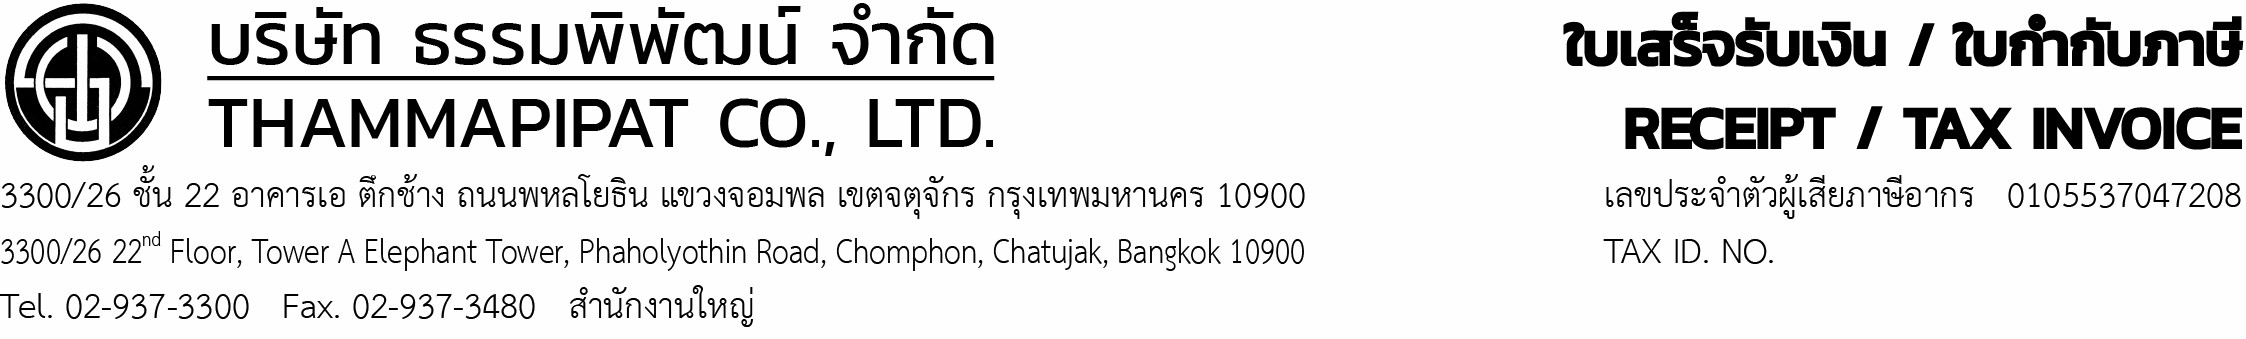 บริษัท ธรรมพิพัฒน์ จำกัด
THAMMAPIPAT CO., LTD.
ใบเสร็จรับเงิน / ใบกำกับภาษี
RECEIPT / TAX INVOICE
3300/26 ชั้น 22 อาคารเอ ตึกช้าง ถนนพหลโยธิน แขวงจอมพล เขตจตุจักร กรุงเทพมหานคร 10900
3300/26 22nd Floor, Tower A Elephant Tower, Phaholyothin Road, Chomphon, Chatujak, Bangkok 10900
Tel. 02-937-3300 Fax. 02-937-3480 สำนักงานใหญ่
เลขประจำตัวผู้เสียภาษีอากร 0105537047208
TAX ID. NO.